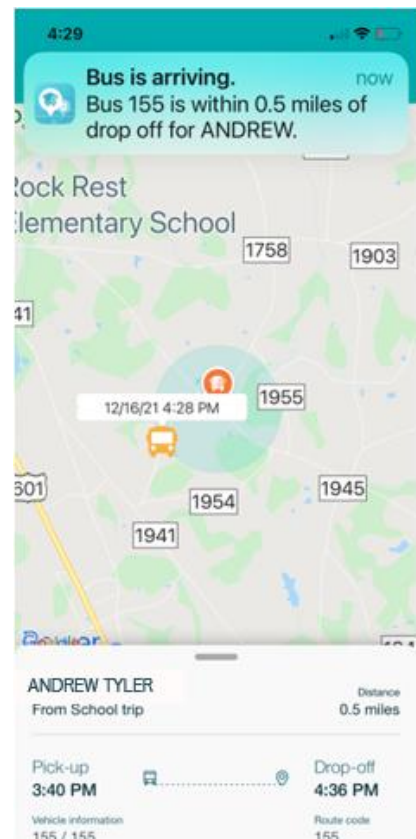 4:29
Bus is arriving.
now
Bus 155 is within 0.5 miles of
drop off for ANDREW.
Rock Rest
Elementary School
1758
1903
41
1955
12/16/21 4:28 PM
601
1954
1945
1941
ANDREW TYLER
Distance
From School trip
0.5 miles
Pick-up
Drop-off
3:40 PM
4:36 PM
Vehicle information
Route code
155 / 155
155